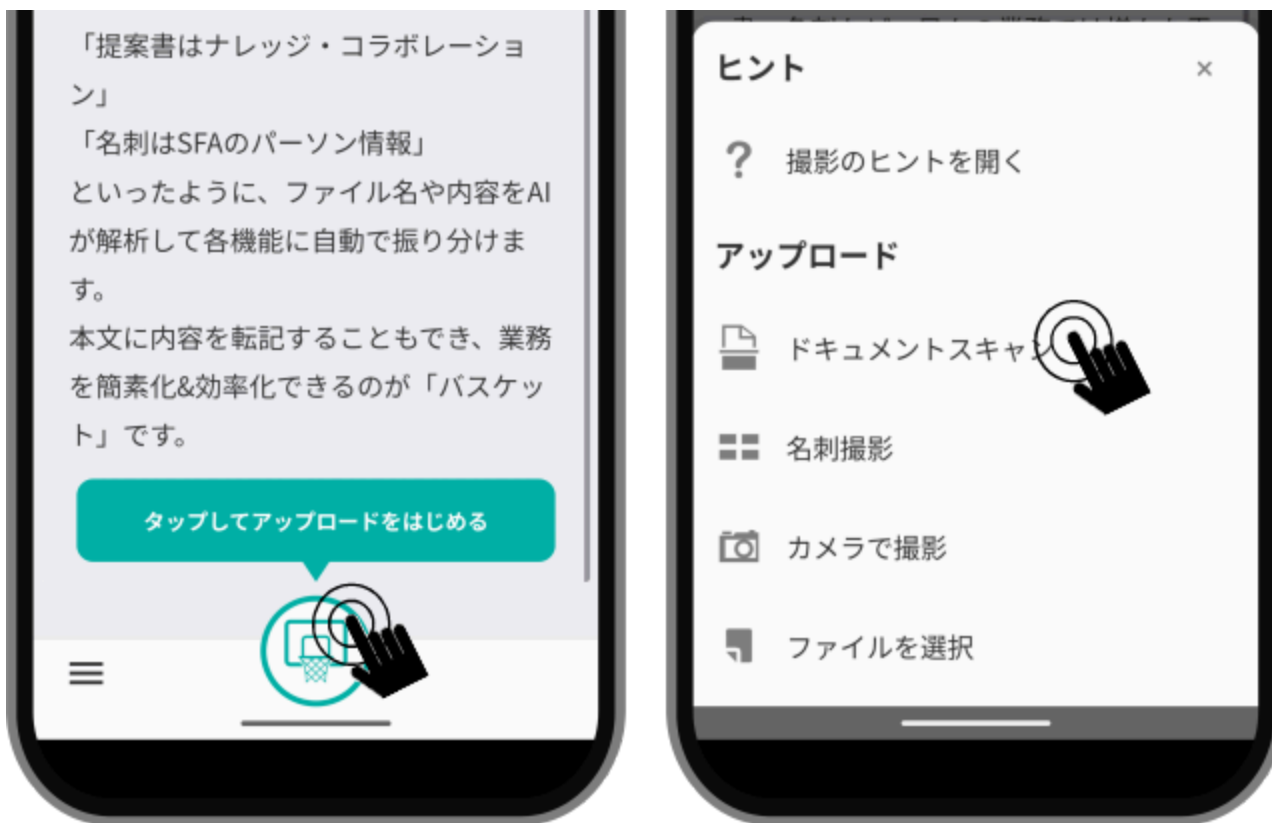 「提案書はナレッジ・コラボレーショ
ン」
「名刺はSFAのパーソン情報」
といったように、ファイル名や内容をAI
が解析して各機能に自動で振り分けま
す。
本文に内容を転記することもでき、業務
を簡素化&効率化できるのが「バスケッ
ト」です。
タップしてアップロードをはじめる
ヒント
×
? 撮影のヒントを開く
アップロード
ドキュメントスキャン
名刺撮影
カメラで撮影
ファイルを選択